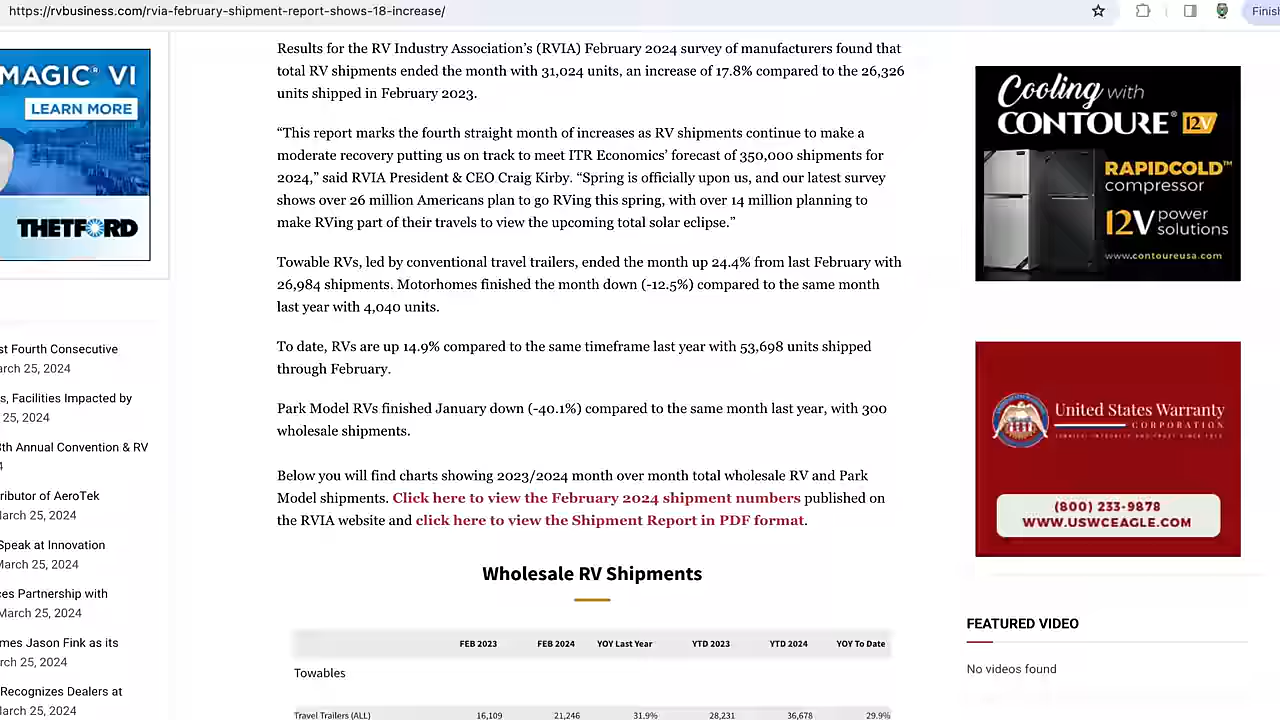 https://rvbusiness.com/rvia-february-shipment-report-shows-18-increase/
Finish
MAGIC® VI
LEARN MORE
THETFORD
st Fourth Consecutive
arch 25, 2024
s, Facilities Impacted by
25, 2024
8th Annual Convention & RV
4
ributor of AeroTek
arch 25, 2024
Speak at Innovation
March 25, 2024
ces Partnership with
March 25, 2024
mes Jason Fink as its
rch 25, 2024
Recognizes Dealers at
March 25, 2024
Results for the RV Industry Association’s (RVIA) February 2024 survey of manufacturers found that
total RV shipments ended the month with 31,024 units, an increase of 17.8% compared to the 26,326
units shipped in February 2023.
“This report marks the fourth straight month of increases as RV shipments continue to make a
moderate recovery putting us on track to meet ITR Economics’ forecast of 350,000 shipments for
2024,” said RVIA President & CEO Craig Kirby. “Spring is officially upon us, and our latest survey
shows over 26 million Americans plan to go RVing this spring, with over 14 million planning to
make RVing part of their travels to view the upcoming total solar eclipse.”
Towable RVs, led by conventional travel trailers, ended the month up 24.4% from last February with
26,984 shipments. Motorhomes finished the month down (-12.5%) compared to the same month
last year with 4,040 units.
To date, RVs are up 14.9% compared to the same timeframe last year with 53,698 units shipped
through February.
Park Model RVs finished January down (-40.1%) compared to the same month last year, with 300
wholesale shipments.
Below you will find charts showing 2023/2024 month over month total wholesale RV and Park
Model shipments. Click here to view the February 2024 shipment numbers published on
the RVIA website and click here to view the Shipment Report in PDF format.
Wholesale RV Shipments
FEB 2023 FEB 2024 YOY Last Year YTD 2023 YTD 2024 YOY To Date
Towables
Travel Trailers (ALL) 16,109 21,246 31.9% 28,231 36,678 29.9%
Cooling with
CONTOURE® 12V
RAPIDCOLD™
compressor
12V power
solutions
www.contoureusa.com
United States Warranty
CORPORATION
SERVICE, INTEGRITY AND TRUST SINCE 1973
(800) 233-9878
WWW.USWCEAGLE.COM
FEATURED VIDEO
No videos found